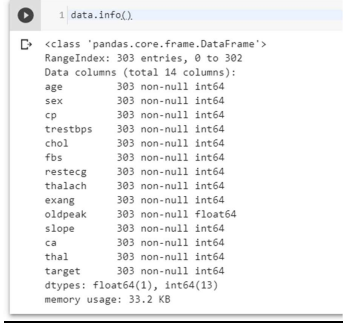 1 data.info()
<class 'pandas.core.frame.DataFrame'>
RangeIndex: 303 entries, 0 to 302
Data columns (total 14 columns):
age 303 non-null int64
sex 303 non-null int64
cp 303 non-null int64
trestbps 303 non-null int64
chol 303 non-null int64
fbs 303 non-null int64
restecg 303 non-null int64
thalach 303 non-null int64
exang 303 non-null int64
oldpeak 303 non-null float64
slope 303 non-null int64
ca 303 non-null int64
thal 303 non-null int64
target 303 non-null int64
dtypes: float64(1), int64(13)
memory usage: 33.2 KB